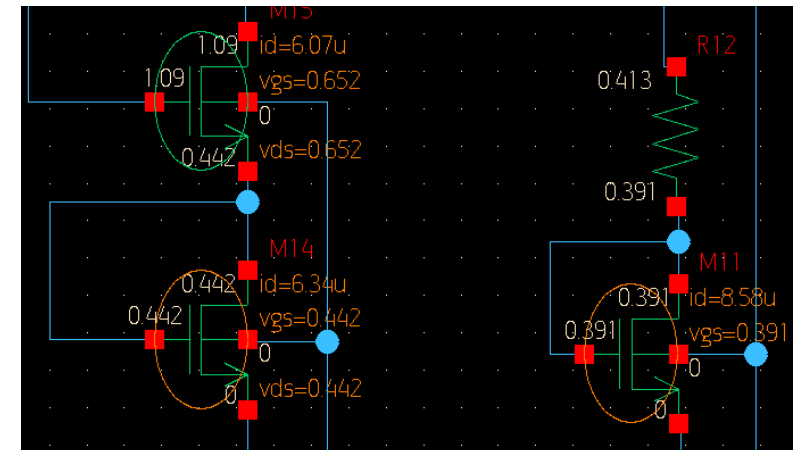 M15
1.09
id=6.07u
1.09
vgs=0.652
0
0.442
vds=0.652
M14
0.442
id=6.34u
0.442
vgs=0.442
0
0
vds=0.442
R12
0.413
0.391
M11
0.391
id=8.58u
0.391
vgs=0.391
0
0